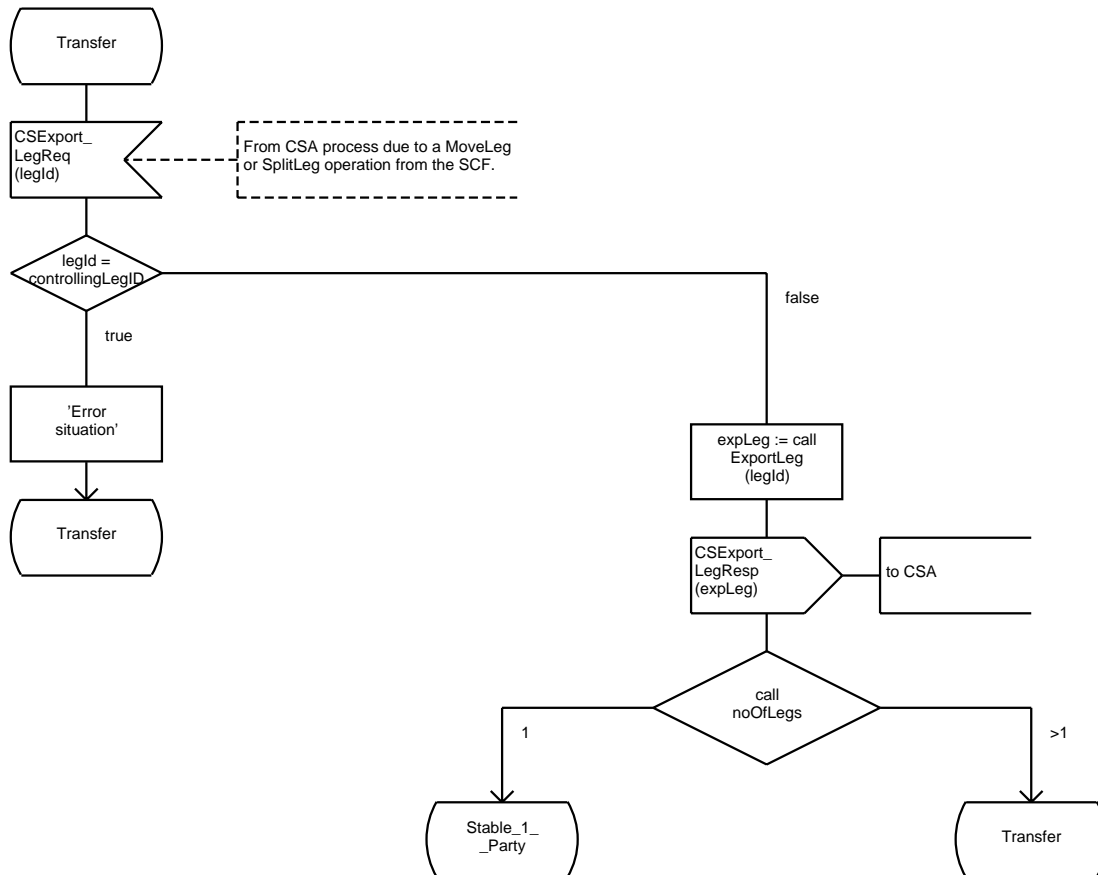 Transfer
CSExport_
LegReq
(legId)
From CSA process due to a MoveLeg
or SplitLeg operation from the SCF.
legId =
controllingLegID
false
true
’Error
situation’
expLeg := call
ExportLeg
(legId)
Transfer
CSExport_
LegResp
(expLeg)
to CSA
call
noOfLegs
1
>1
Stable_1_
_Party
Transfer